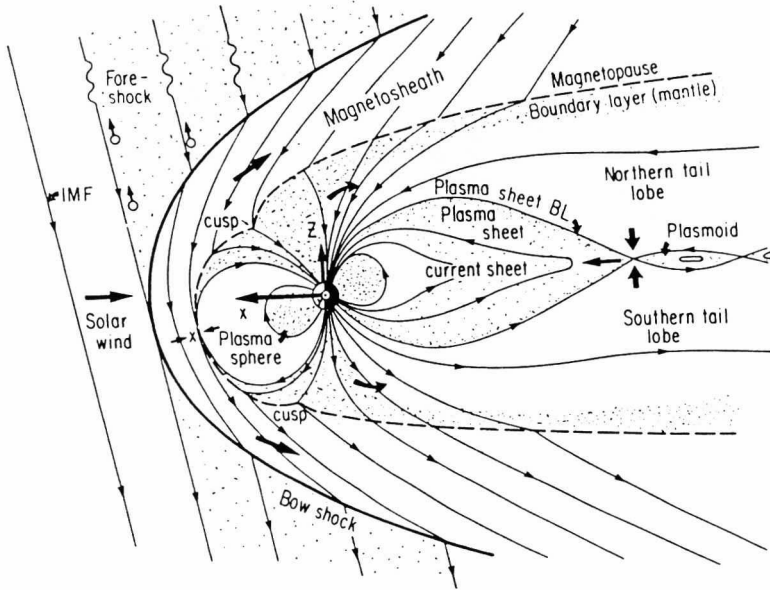 Fore-
shock
Magnetosheath
Magnetopause
Boundary layer (mantle)
IMF
Northern tail
lobe
Plasma sheet BL
Plasma
sheet
Plasmoid
cusp
Z
current sheet
x
Solar
wind
x
Plasma
sphere
Southern tail
lobe
cusp
Bow shock